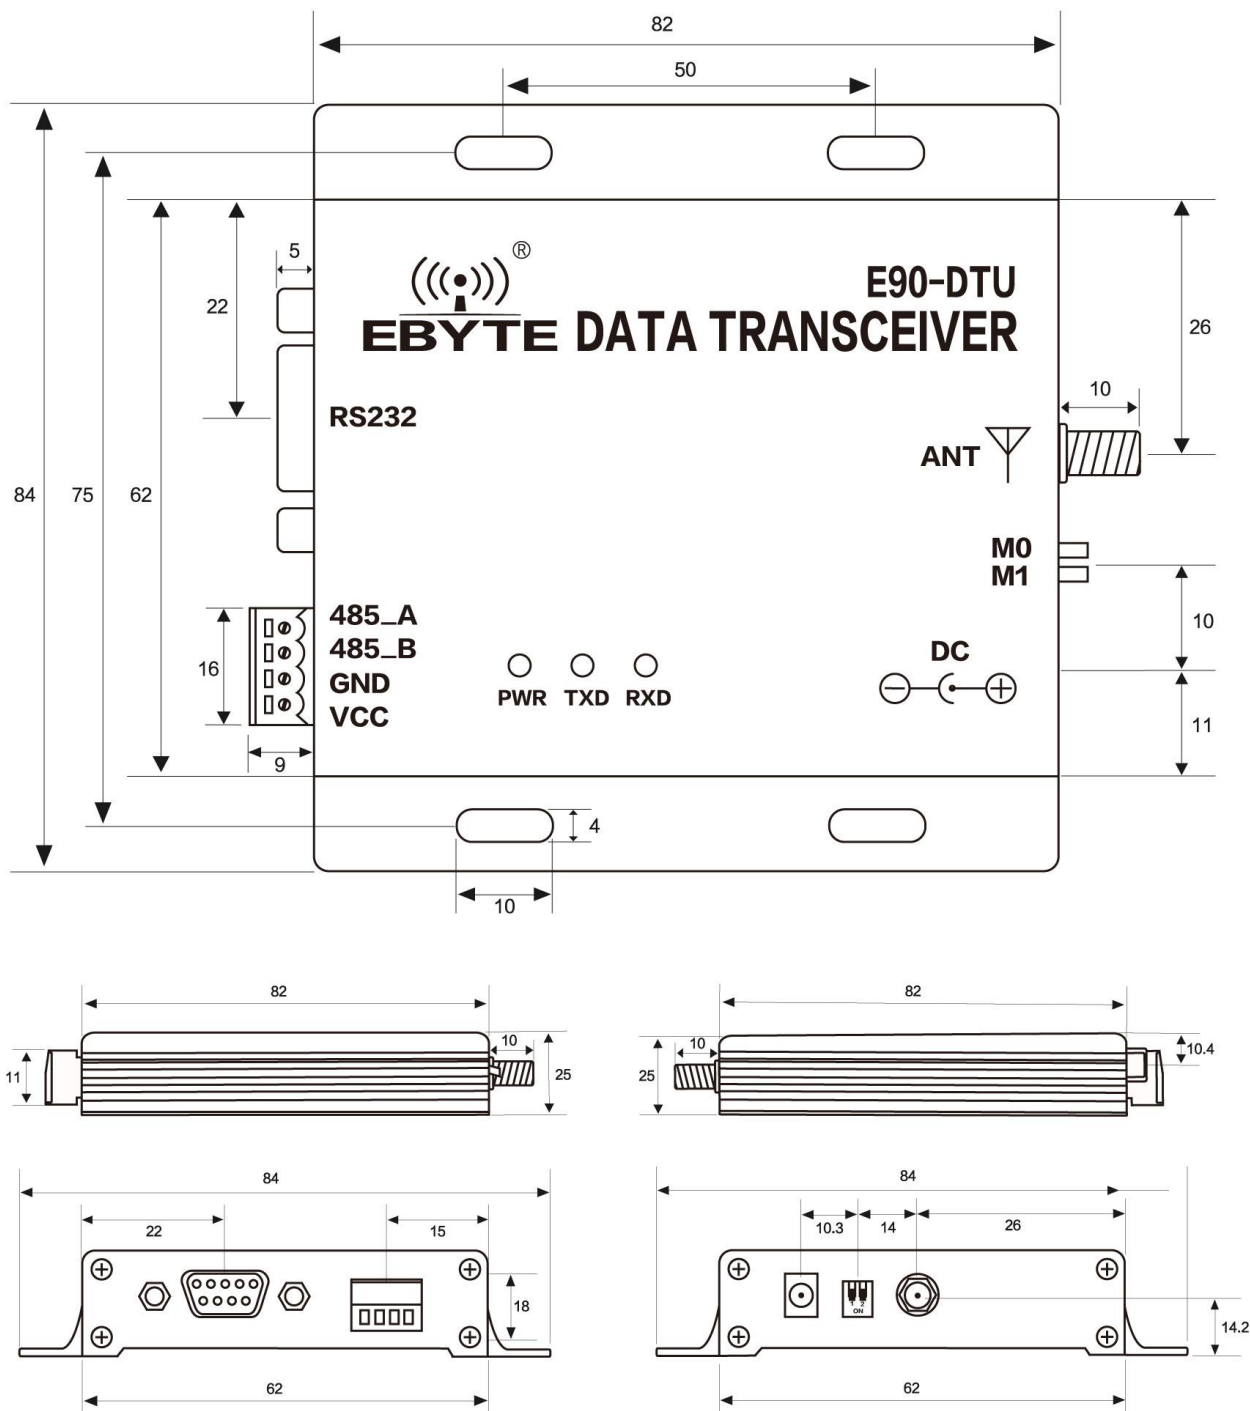 82
50
5
®
E90-DTU
22
EBYTE DATA TRANSCEIVER
26
10
RS232
ANT
84
75
62
M0
M1
485_A
10
485_B
DC
16
GND
PWR TXD RXD
VCC
11
9
4
10
82
82
10
10
10.4
11
25
25
84
84
22
15
10.3
14
26
18
1 2
ON
14.2
62
62